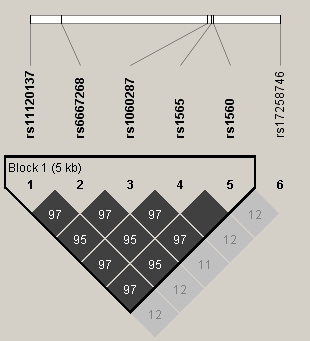 rs11120137 rs6667268 rs1060287 rs1565 rs1560 rs17258746
Block 1 (5 kb)
1 2 3 4 5 6
97 97 97 12
95 95 97 12
97 95 11
97 12
12